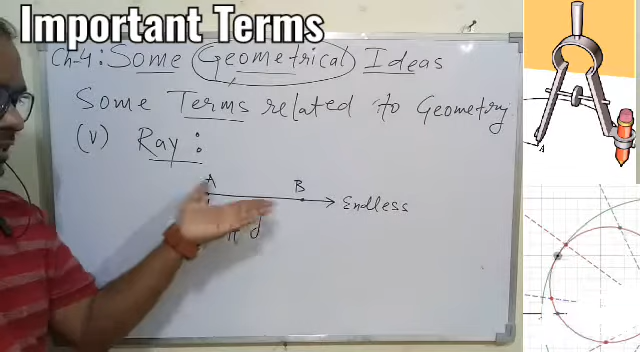 Important Terms
Ch-4: Some Geometrical Ideas
Some Terms related to Geometry
(v) Ray :
A
B
Endless
A